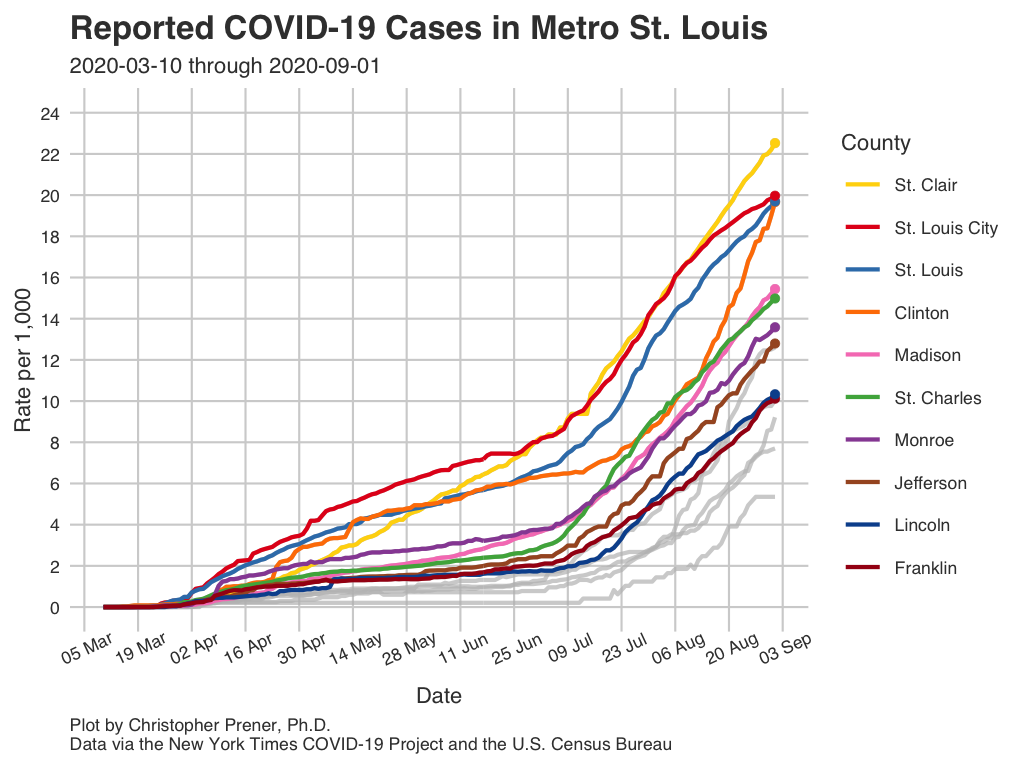 Reported COVID-19 Cases in Metro St. Louis
2020-03-10 through 2020-09-01
Rate per 1,000
24
22
20
18
16
14
12
10
8
6
4
2
0
05 Mar
19 Mar
02 Apr
16 Apr
30 Apr
14 May
28 May
11 Jun
25 Jun
09 Jul
23 Jul
06 Aug
20 Aug
03 Sep
Date
County
St. Clair
St. Louis City
St. Louis
Clinton
Madison
St. Charles
Monroe
Jefferson
Lincoln
Franklin
Plot by Christopher Prener, Ph.D.
Data via the New York Times COVID-19 Project and the U.S. Census Bureau